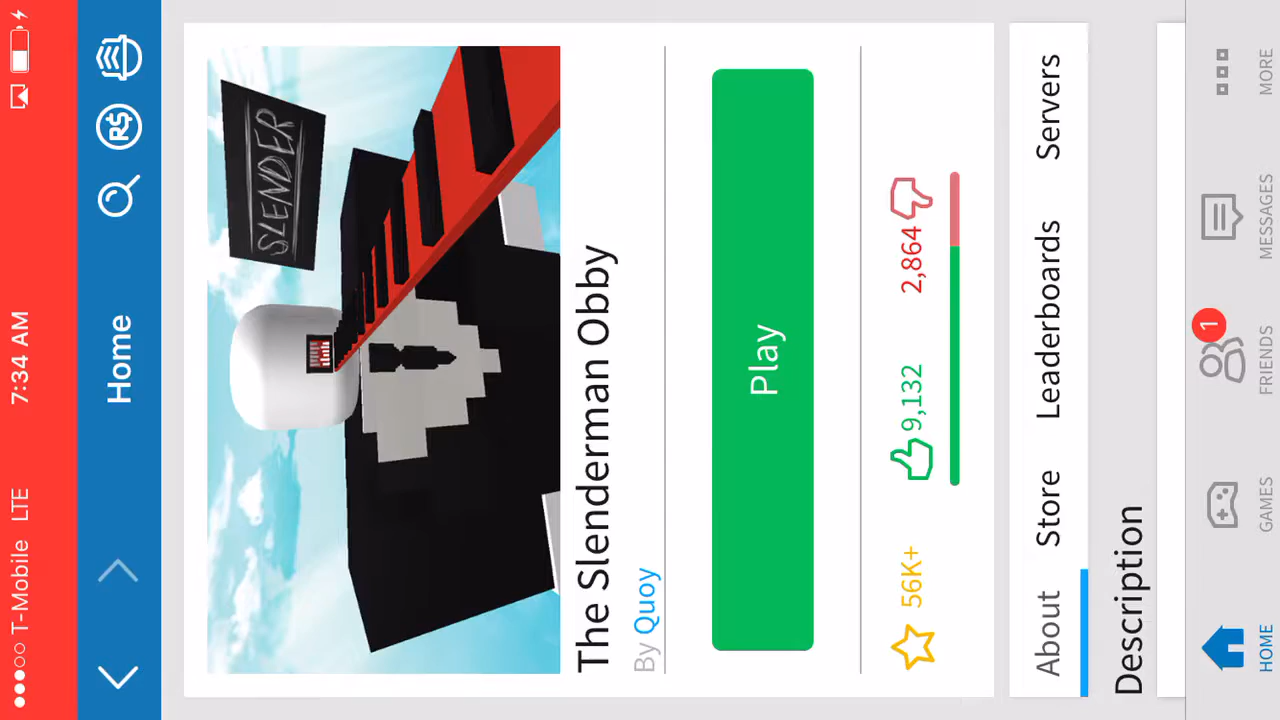 T-Mobile LTE 7:34 AM
Home
R$
SLENDER
The Slenderman Obby
By Quoy
Play
56K+ 9,132 2,864
About Store Leaderboards Servers
Description
1
HOME GAMES FRIENDS MESSAGES MORE